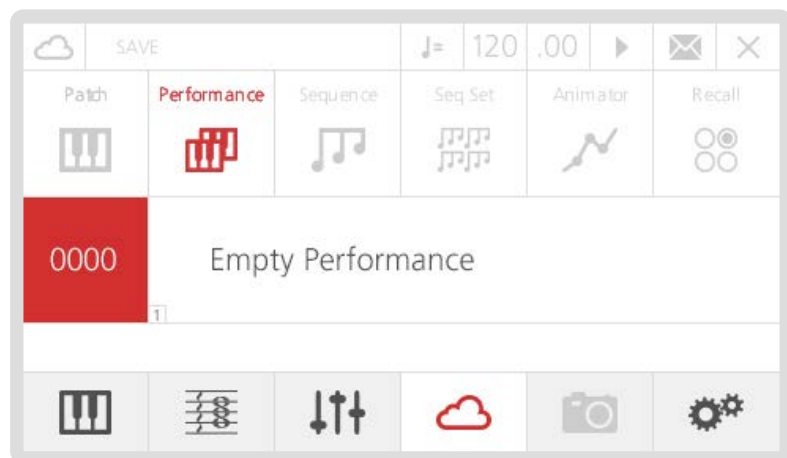 SAVE = 120 .00
Patch Performance Sequence Seq Set Animator Recall
0000 Empty Performance
1